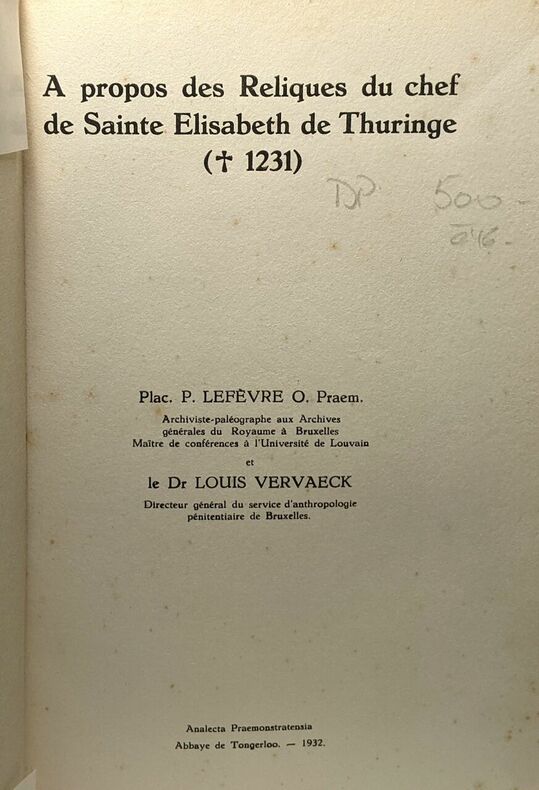 A propos des Reliques du chef
de Sainte Elisabeth de Thuringe
(† 1231)
DP 500-
Plac. P. LEFÈVRE O. Praem.
Archiviste-paléographe aux Archives
générales du Royaume à Bruxelles
Maître de conférences à l'Université de Louvain
et
le Dr LOUIS VERVAECK
Directeur général du service d'anthropologie
pénitentiaire de Bruxelles.
Analecta Praemonstratensia
Abbaye de Tongerloo. — 1932.